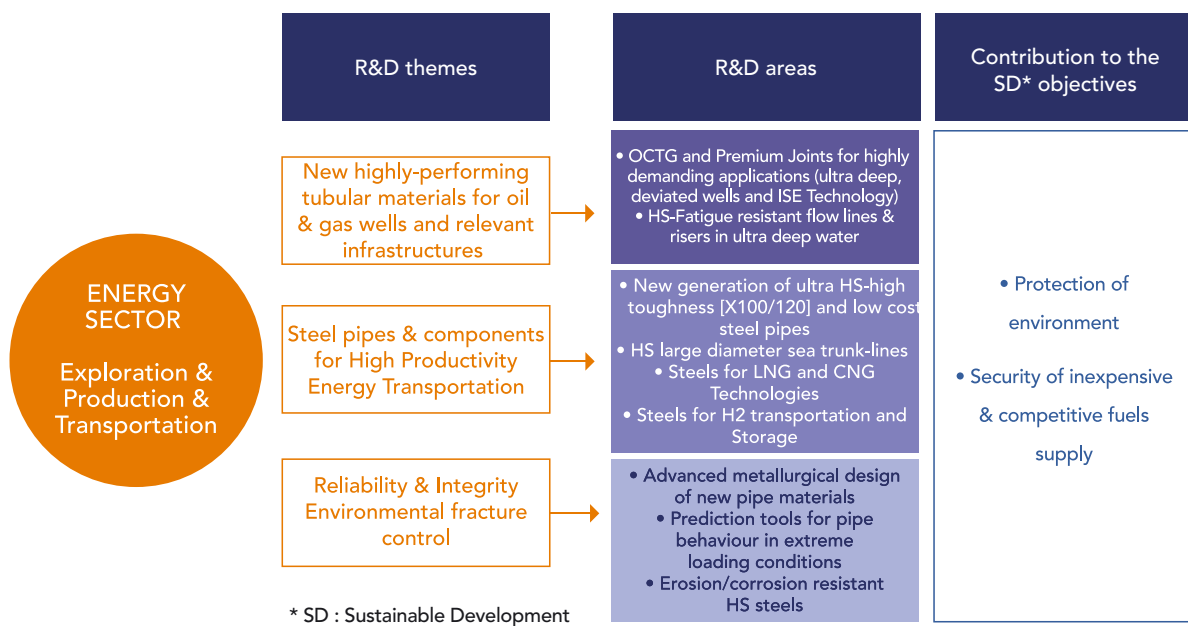 R&D themes
R&D areas
Contribution to the
SD* objectives
ENERGY
SECTOR
Exploration &
Production &
Transportation
New highly-performing
tubular materials for oil
& gas wells and relevant
infrastructures
• OCTG and Premium Joints for highly
demanding applications (ultra deep,
deviated wells and ISE Technology)
• HS-Fatigue resistant flow lines &
risers in ultra deep water
Steel pipes & components
for High Productivity
Energy Transportation
• New generation of ultra HS-high
toughness [X100/120] and low cost
steel pipes
• HS large diameter sea trunk-lines
• Steels for LNG and CNG
Technologies
• Steels for H2 transportation and
Storage
Reliability & Integrity
Environmental fracture
control
• Advanced metallurgical design
of new pipe materials
• Prediction tools for pipe
behaviour in extreme
loading conditions
• Erosion/corrosion resistant
HS steels
• Protection of
environment
• Security of inexpensive
& competitive fuels
supply
* SD : Sustainable Development